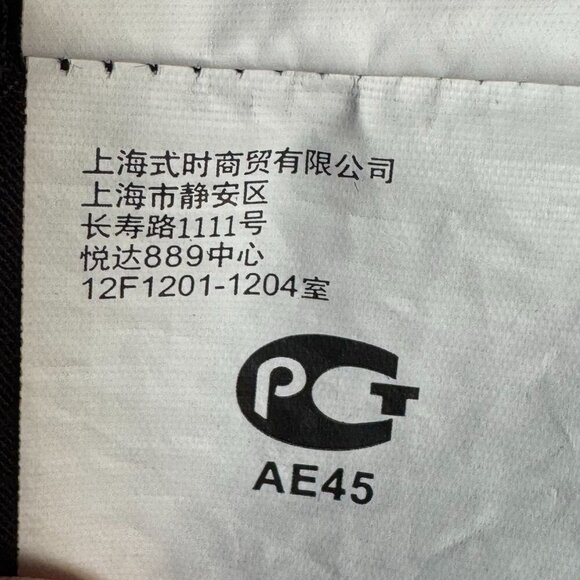 上海式时商贸有限公司
上海市静安区
长寿路1111号
悦达889中心
12F1201-1204室
PCT
AE45